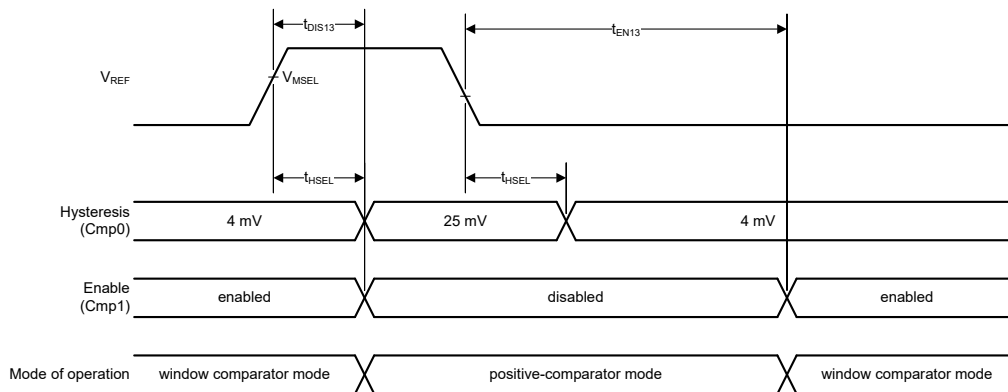 tDIS13
tEN13
VREF
VMSEL
tHSEL
tHSEL
Hysteresis
(Cmp0)
4 mV
25 mV
4 mV
Enable
(Cmp1)
enabled
disabled
enabled
Mode of operation
window comparator mode
positive-comparator mode
window comparator mode